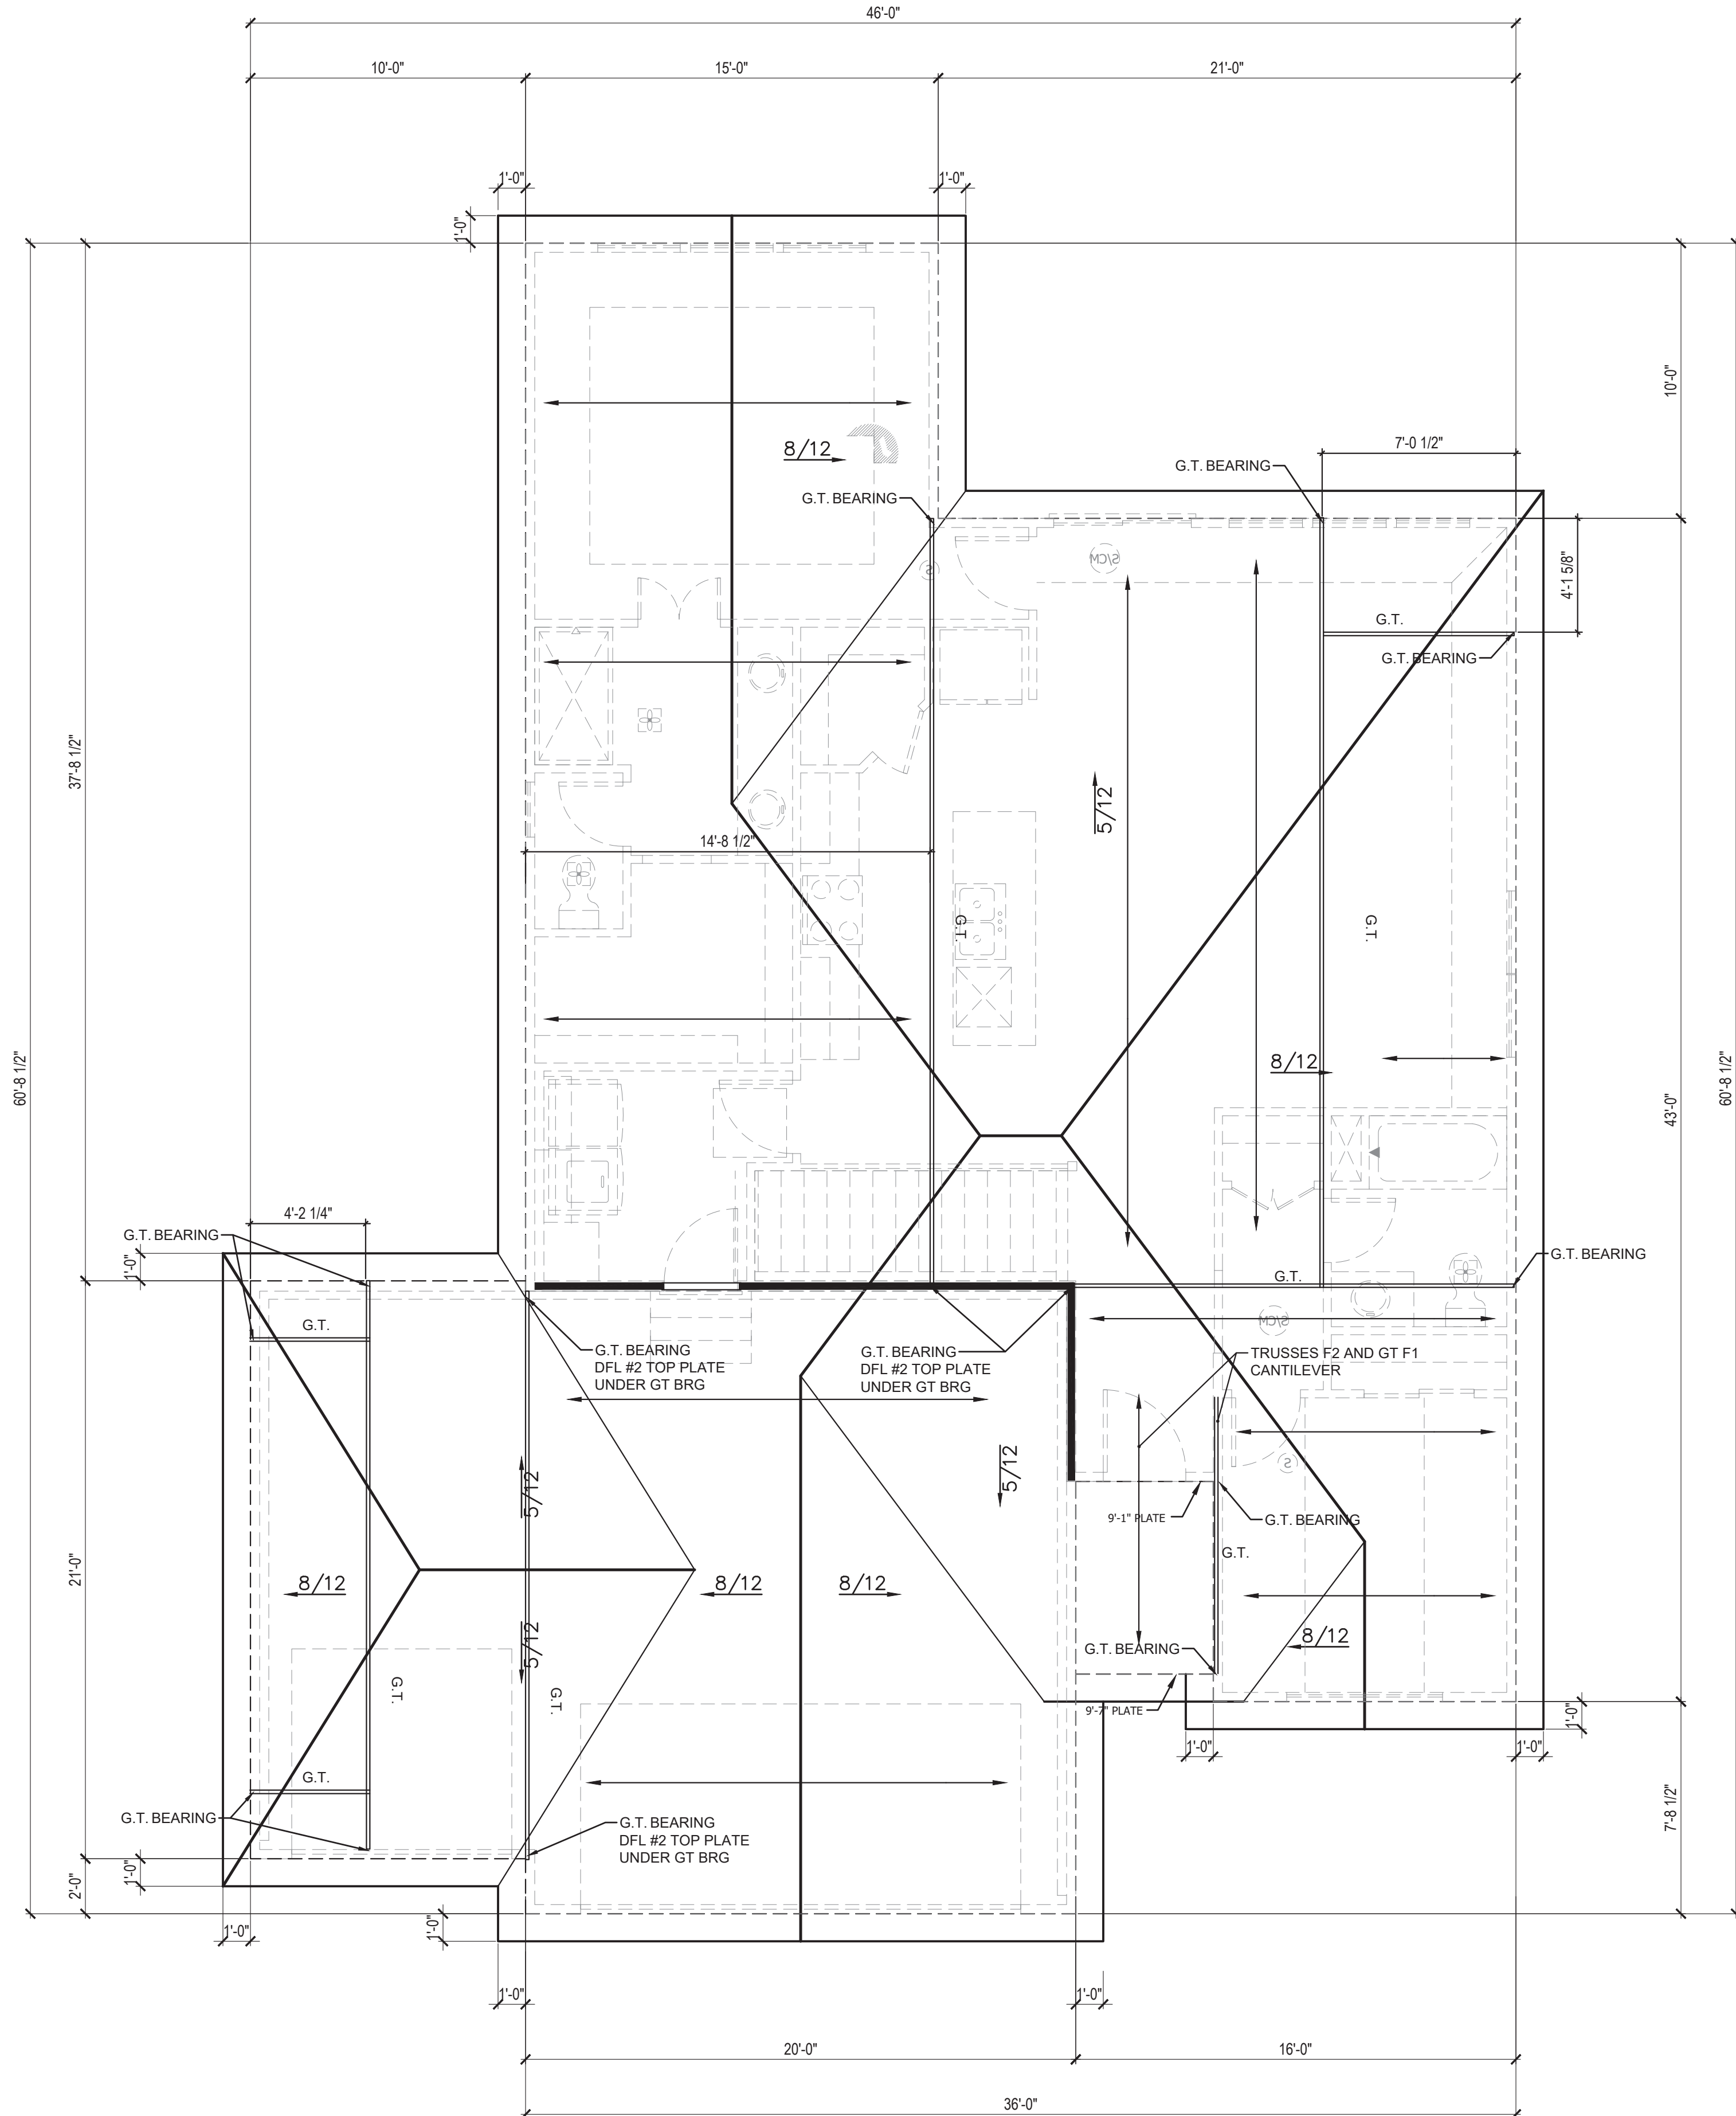 46'-0"
10'-0"
15'-0"
21'-0"
1'-0"
1'-0"
1'-0"
10'-0"
7'-0 1/2"
8/12
G.T. BEARING
G.T. BEARING
4'-1 5/8"
S/CM
S
G.T.
G.T. BEARING
37'-8 1/2"
5/12
14'-8 1/2"
G.T.
G.T.
60'-8 1/2"
8/12
43'-0"
60'-8 1/2"
4'-2 1/4"
G.T. BEARING
1'-0"
G.T. BEARING
G.T.
G.T.
S/CM
G.T. BEARING
DFL #2 TOP PLATE
UNDER GT BRG
G.T. BEARING
DFL #2 TOP PLATE
UNDER GT BRG
TRUSSES F2 AND GT F1
CANTILEVER
5/12
5/12
S
9'-1" PLATE
G.T. BEARING
G.T.
21'-0"
8/12
8/12
8/12
5/12
8/12
G.T. BEARING
G.T.
G.T.
9'-7" PLATE
1'-0"
1'-0"
1'-0"
G.T.
G.T. BEARING
G.T. BEARING
DFL #2 TOP PLATE
UNDER GT BRG
7'-8 1/2"
2'-0"
1'-0"
1'-0"
1'-0"
1'-0"
1'-0"
20'-0"
16'-0"
36'-0"